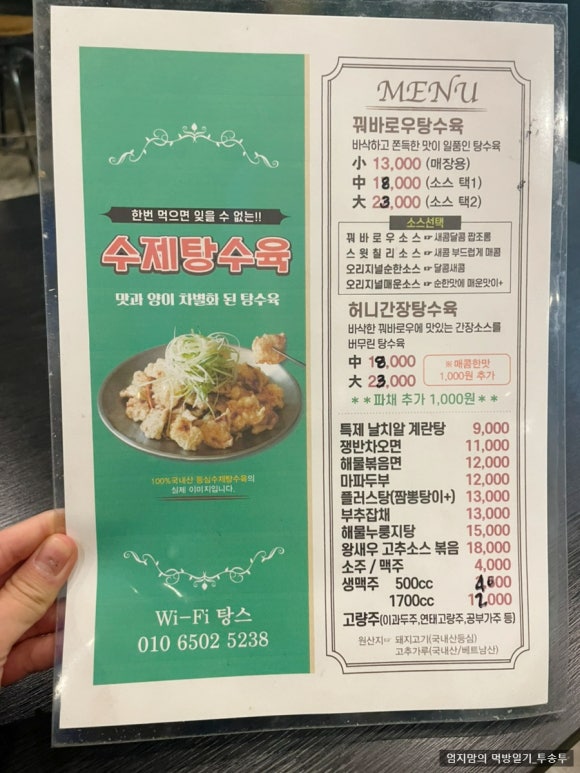 한번 먹으면 잊을 수 없는!!
수제탕수육
맛과 양이 차별화 된 탕수육
100%국내산 등심수제탕수육의
실제 이미지입니다.
Wi-Fi 탕스
010 6502 5238
MENU
꿔바로우탕수육
바삭하고 쫀득한 맛이 일품인 탕수육
小 13,000 (매장용)
中 18,000 (소스 택1)
大 23,000 (소스 택2)
소스선택
꿔바로우소스 ☞ 새콤달콤 팝조롬
스윗칠리소스 ☞ 새콤 부드럽게 매콤
오리지널순한소스 ☞ 달콤새콤
오리지널매운소스 ☞ 순한맛에 매운맛이+
허니간장탕수육
바삭한 꿔바로우에 맛있는 간장소스를
버무린 탕수육
中 18,000
大 23,000
※매콤한맛
1,000원 추가
**파채 추가 1,000원**
특제 날치알 계란탕 9,000
쟁반차오면 11,000
해물볶음면 12,000
마파두부 12,000
플러스탕(짬뽕탕이+) 13,000
부추잡채 13,000
해물누룽지탕 15,000
왕새우 고추소스 볶음 18,000
소주 / 맥주 4,000
생맥주 500cc
1700cc 12,000
고량주(이과두주,연태고량주,공부가주 등)
원산지☞ 돼지고기(국내산등심)
고추가루(국내산/베트남산)
엄지맘의 먹방일기_투송투